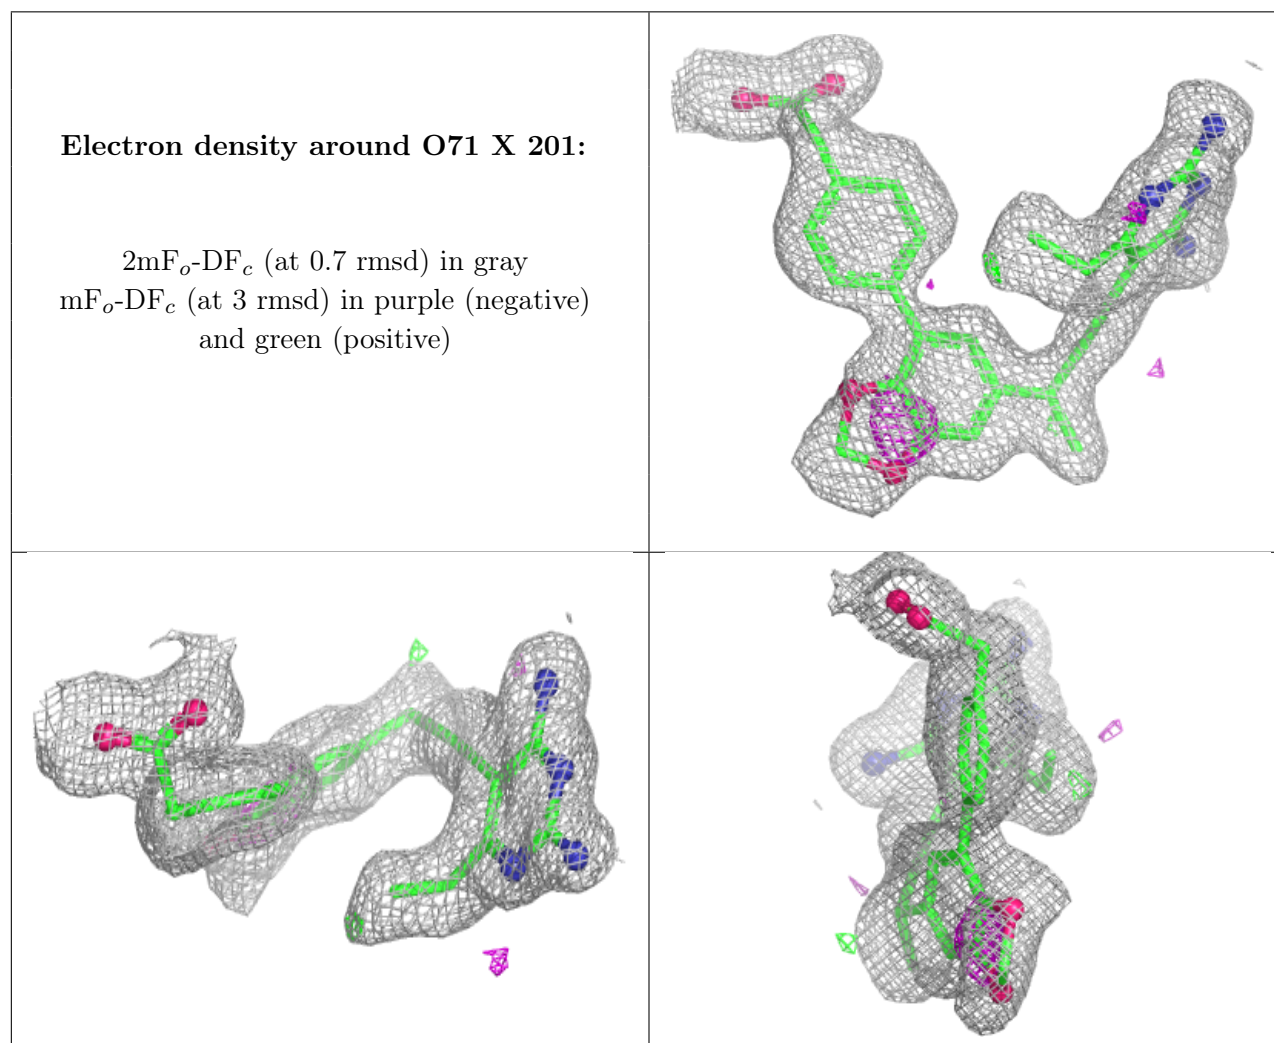 Electron density around O71 X 201:
2mFo-DFc (at 0.7 rmsd) in gray
mFo-DFc (at 3 rmsd) in purple (negative)
and green (positive)